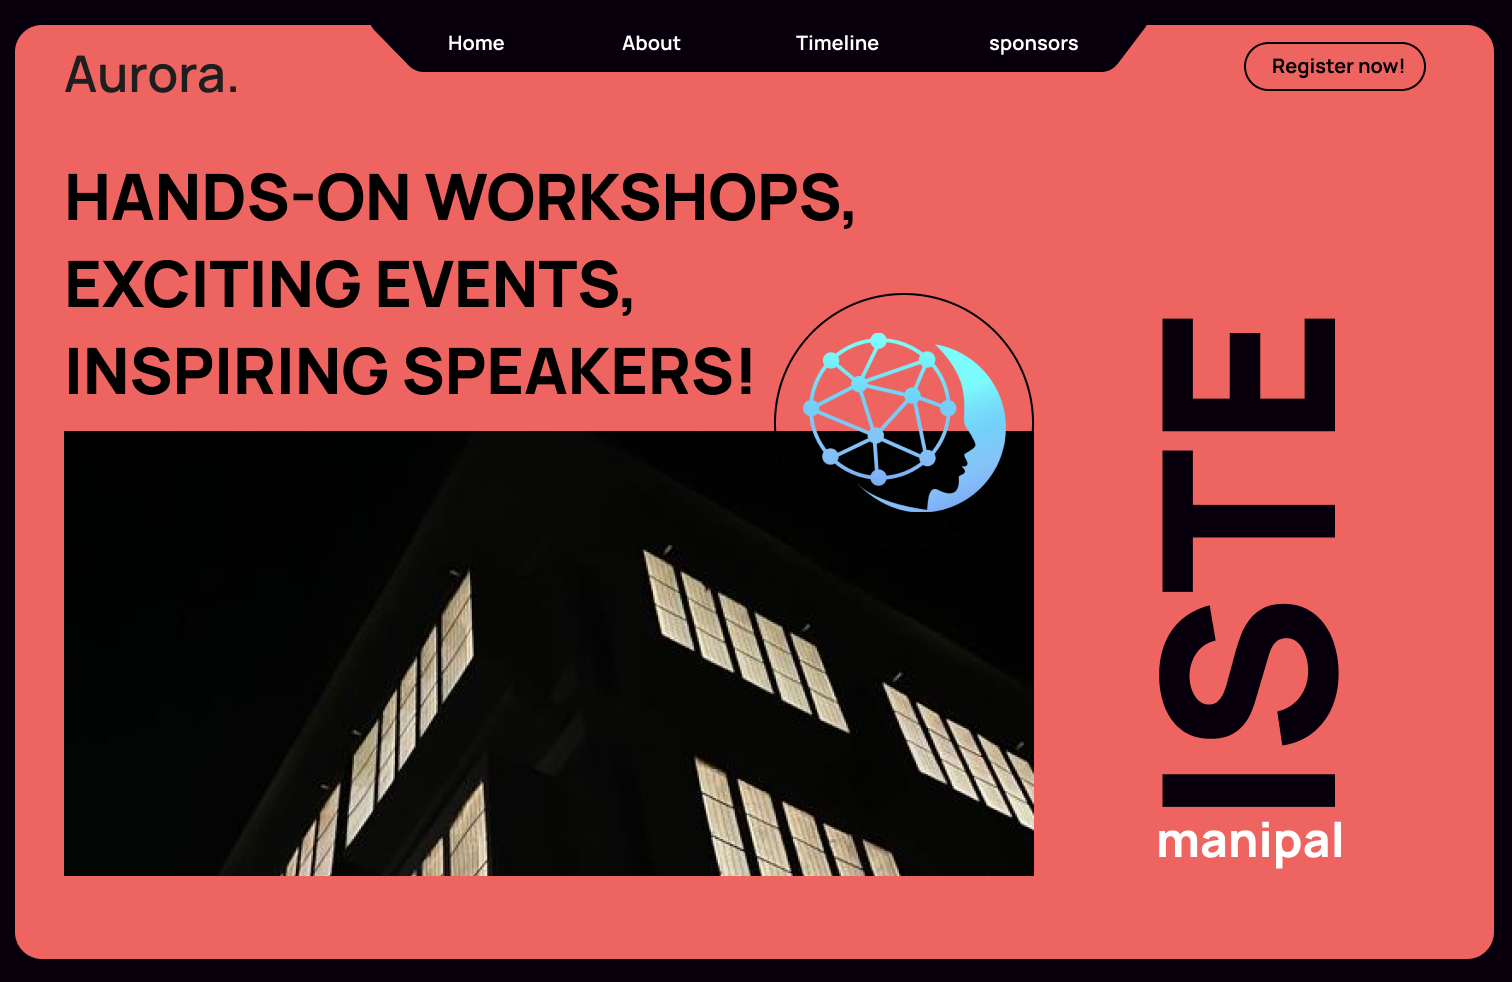 Home
About
Timeline
sponsors
Aurora.
Register now!
HANDS-ON WORKSHOPS,
EXCITING EVENTS,
INSPIRING SPEAKERS!
ISTE
manipal